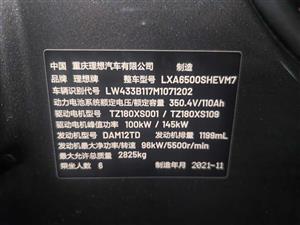 中国 重庆理想汽车有限公司 制造
品牌 理想牌 整车型号 LXA6500SHEVM7
车辆识别代号 LW433B117M1071202
动力电池系统额定电压/额定容量 350.4V/110Ah
驱动电机型号 TZ180XS001 / TZ180XS109
驱动电机峰值功率 100kW / 145kW
发动机型号 DAM12TD 发动机排量 1199mL
发动机最大净功率/转速 96kW/5500r/min
最大允许总质量 2825kg
乘坐人数 6 制造年月 2021-11